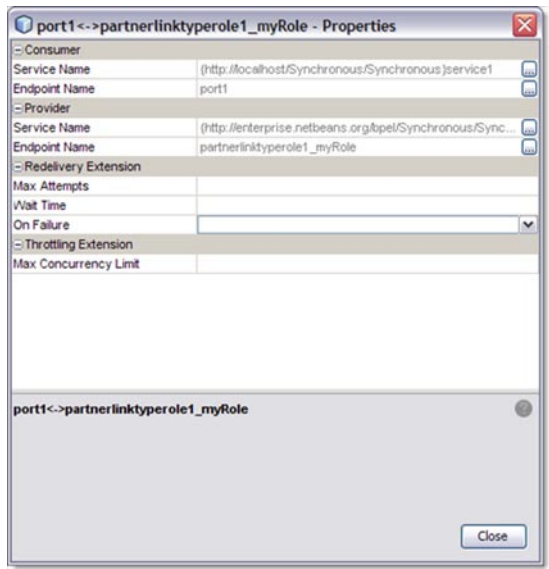 port1<->partnerlinktyperole1_myRole - Properties
Consumer
Service Name {http://localhost/Synchronous/Synchronous}service1 ...
Endpoint Name port1 ...
Provider
Service Name {http://enterprise.netbeans.org/bpel/Synchronous/Sync... ...
Endpoint Name partnerlinktyperole1_myRole ...
Redelivery Extension
Max Attempts
Wait Time
On Failure
Throttling Extension
Max Concurrency Limit
port1<->partnerlinktyperole1_myRole ?
Close